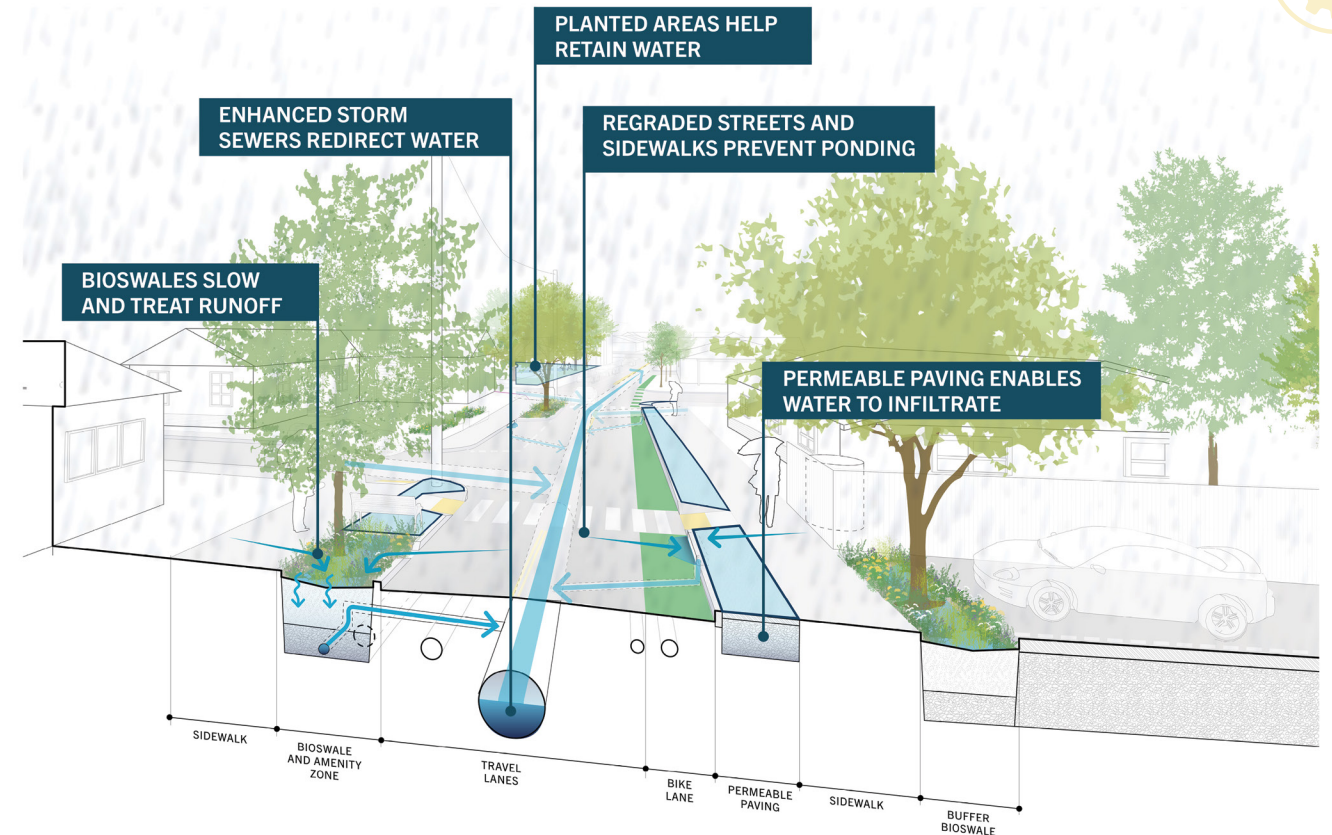 PLANTED AREAS HELP
RETAIN WATER
ENHANCED STORM
SEWERS REDIRECT WATER
REGRADED STREETS AND
SIDEWALKS PREVENT PONDING
BIOSWALES SLOW
AND TREAT RUNOFF
PERMEABLE PAVING ENABLES
WATER TO INFILTRATE
SIDEWALK
BIOSWALE
AND AMENITY
ZONE
TRAVEL
LANES
BIKE
LANE
PERMEABLE
PAVING
SIDEWALK
BUFFER
BIOSWALE